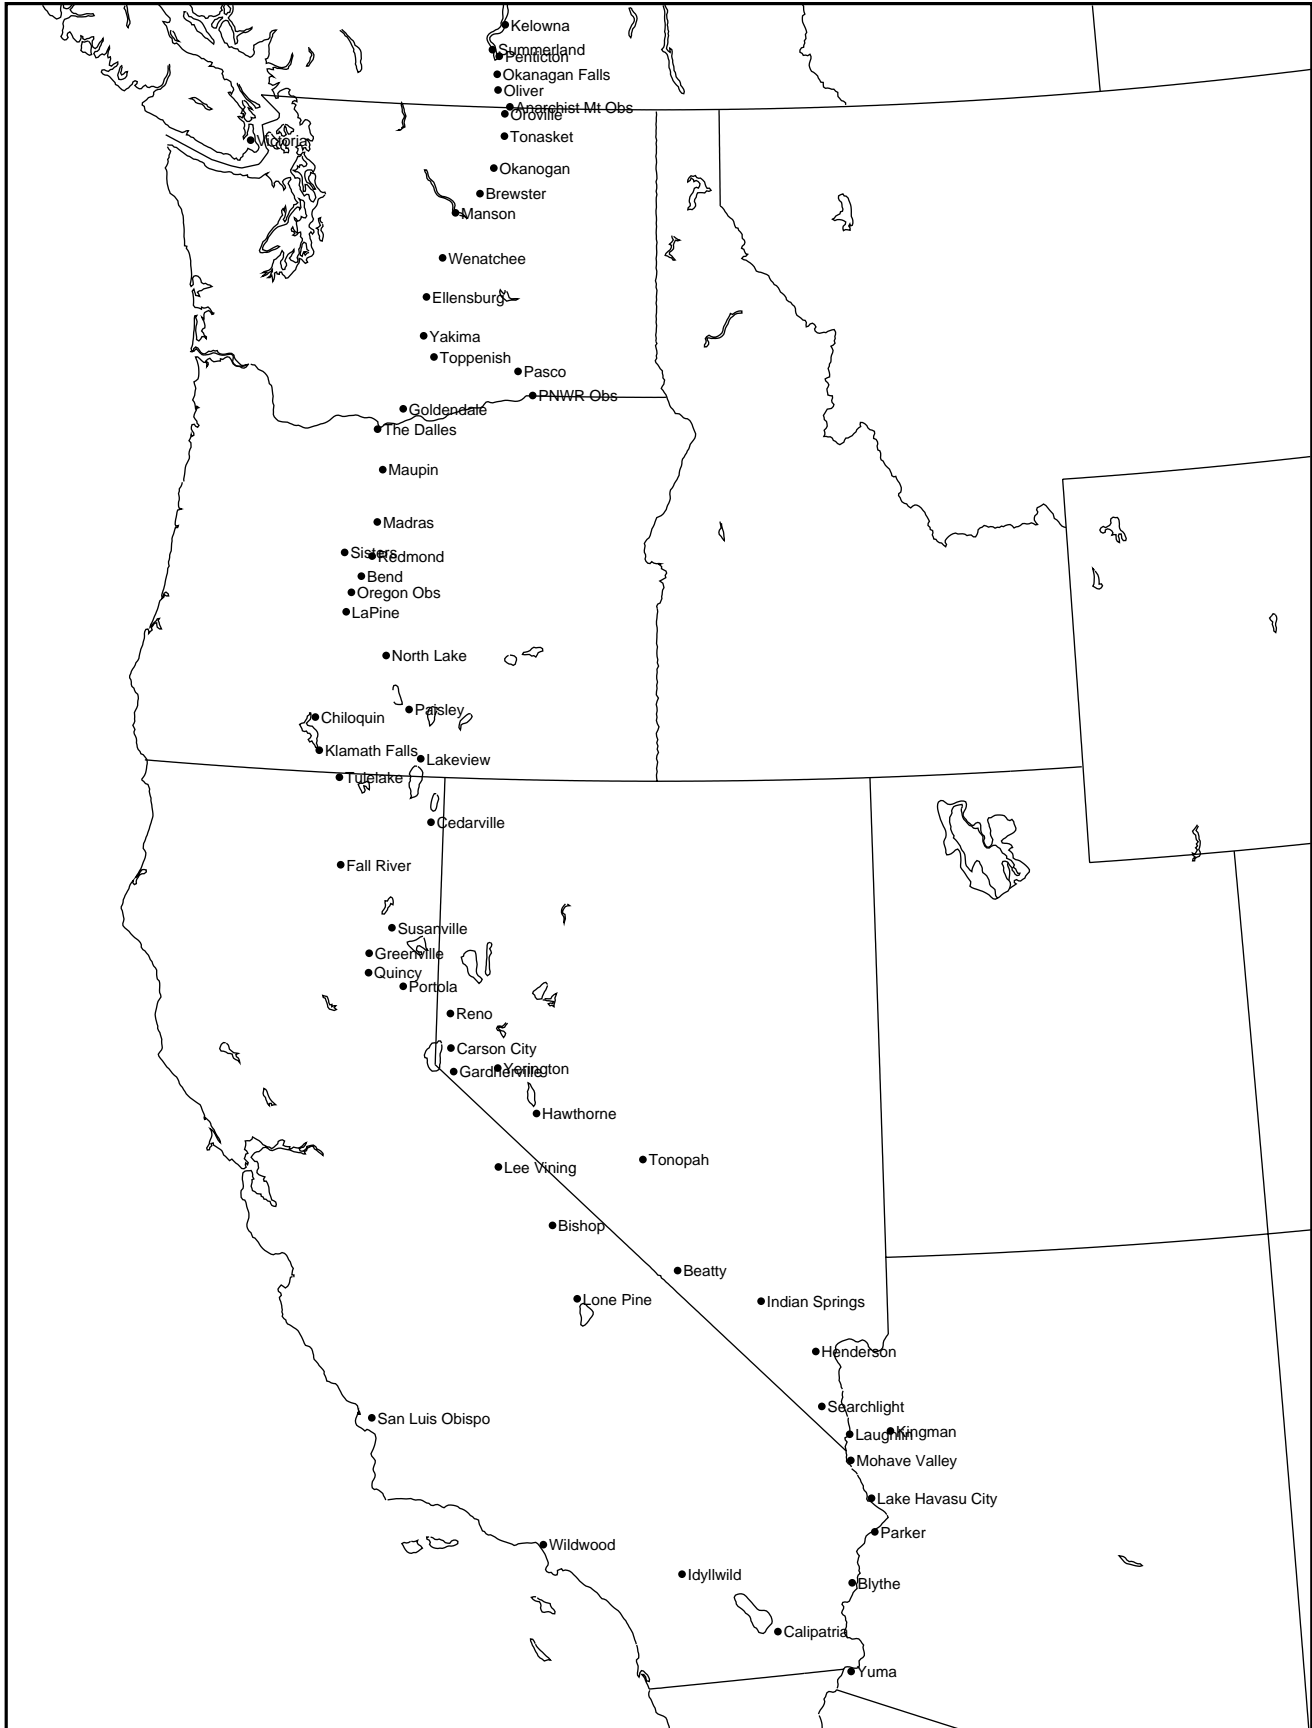 Kelowna
Summerland
Penticton
Okanagan Falls
Oliver
Anarchist Mt Obs
Oroville
Tonasket
Victoria
Okanogan
Brewster
Manson
Wenatchee
Ellensburg
Yakima
Toppenish
Pasco
PNWR Obs
Goldendale
The Dalles
Maupin
Madras
Sisters
Redmond
Bend
Oregon Obs
LaPine
North Lake
Paisley
Chiloquin
Klamath Falls
Lakeview
Tulelake
Cedarville
Fall River
Susanville
Greenville
Quincy
Portola
Reno
Carson City
Yerington
Gardnerville
Hawthorne
Tonopah
Lee Vining
Bishop
Beatty
Lone Pine
Indian Springs
Henderson
Searchlight
San Luis Obispo
Kingman
Laughlin
Mohave Valley
Lake Havasu City
Parker
Wildwood
Idyllwild
Blythe
Calipatria
Yuma